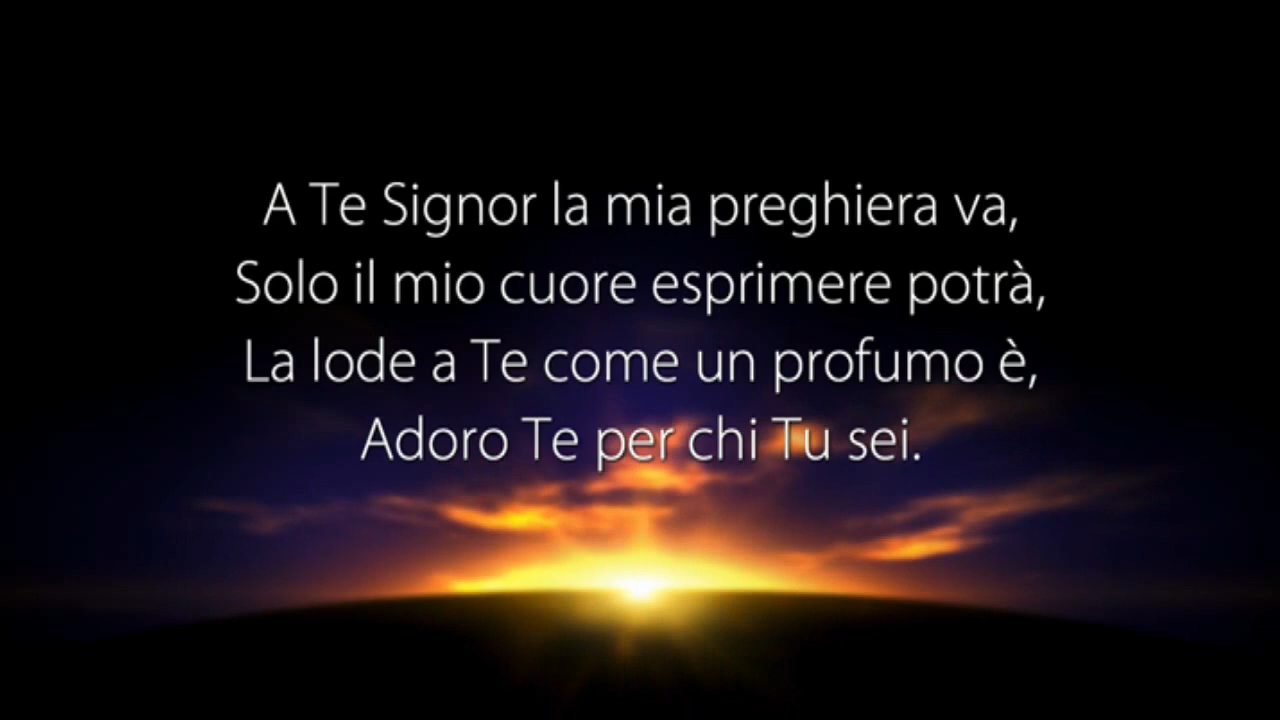 A Te Signor la mia preghiera va,
Solo il mio cuore esprimere potrà,
La lode a Te come un profumo è,
Adoro Te per chi Tu sei.